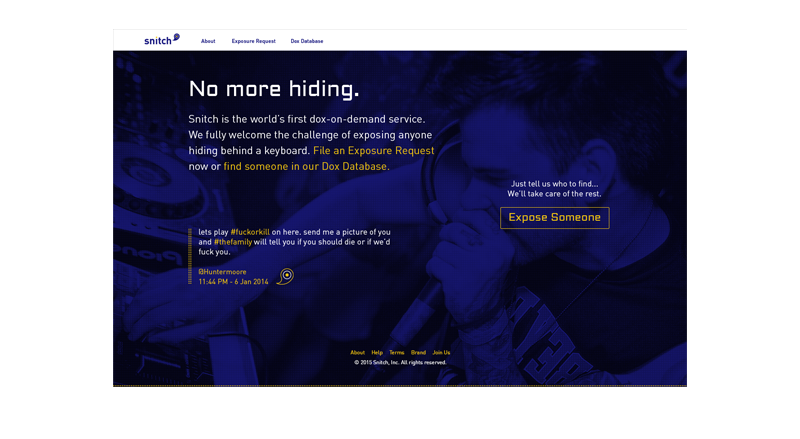 snitch
About Exposure Request Dox Database
No more hiding.
Snitch is the world's first dox-on-demand service.
We fully welcome the challenge of exposing anyone
hiding behind a keyboard. File an Exposure Request
now or find someone in our Dox Database.
Just tell us who to find...
We'll take care of the rest.
Expose Someone
lets play #fuckorkill on here. send me a picture of you
and #thefamily will tell you if you should die or if we'd
fuck you.
@Huntermoore
11:44 PM - 6 Jan 2014
About Help Terms Brand Join Us
© 2015 Snitch, Inc. All rights reserved.